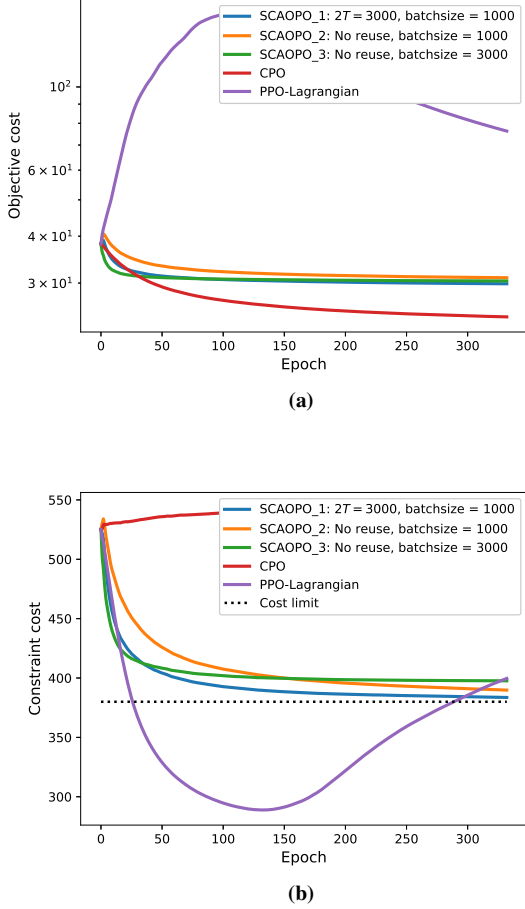 SCAOPO_1: 2T = 3000, batchsize = 1000
SCAOPO_2: No reuse, batchsize = 1000
SCAOPO_3: No reuse, batchsize = 3000
CPO
PPO-Lagrangian
Objective cost
10²
6 × 10¹
4 × 10¹
3 × 10¹
0 50 100 150 200 250 300
Epoch
(a)
SCAOPO_1: 2T = 3000, batchsize = 1000
SCAOPO_2: No reuse, batchsize = 1000
SCAOPO_3: No reuse, batchsize = 3000
CPO
PPO-Lagrangian
Cost limit
Constraint cost
550
500
450
400
350
300
0 50 100 150 200 250 300
Epoch
(b)